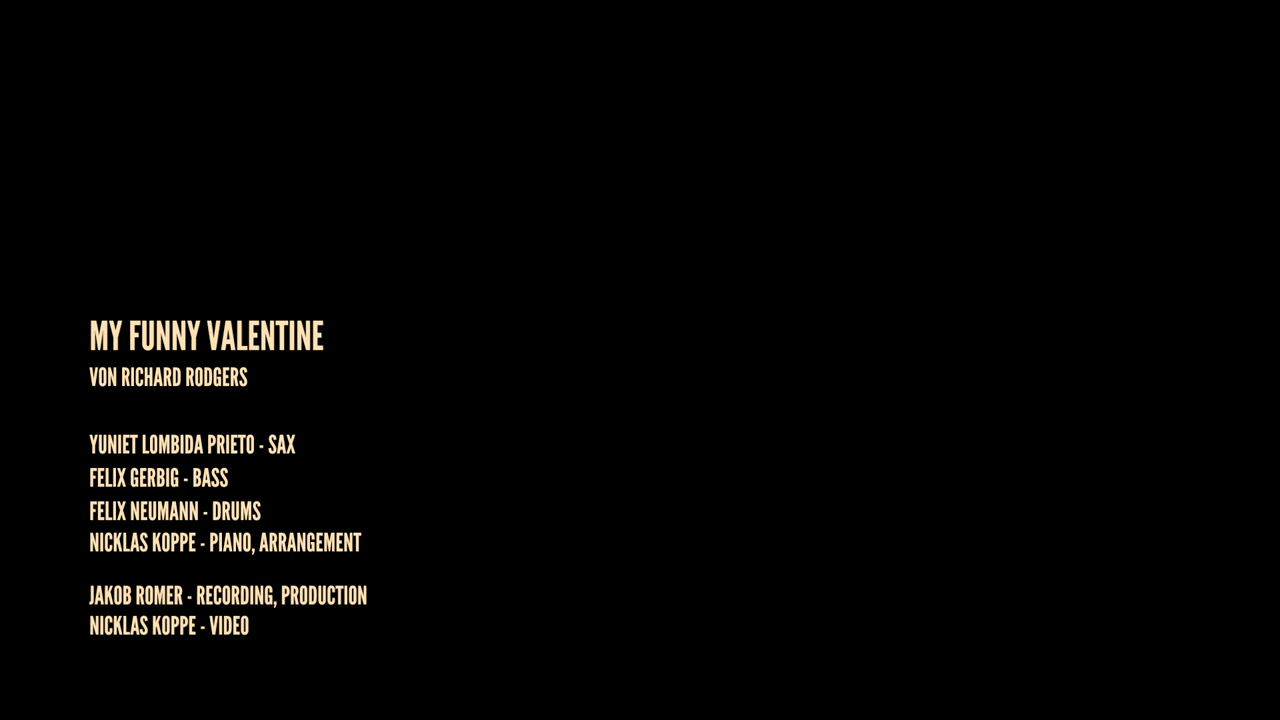 MY FUNNY VALENTINE
VON RICHARD RODGERS
YUNIET LOMBIDA PRIETO - SAX
FELIX GERBIG - BASS
FELIX NEUMANN - DRUMS
NICKLAS KOPPE - PIANO, ARRANGEMENT
JAKOB ROMER - RECORDING, PRODUCTION
NICKLAS KOPPE - VIDEO